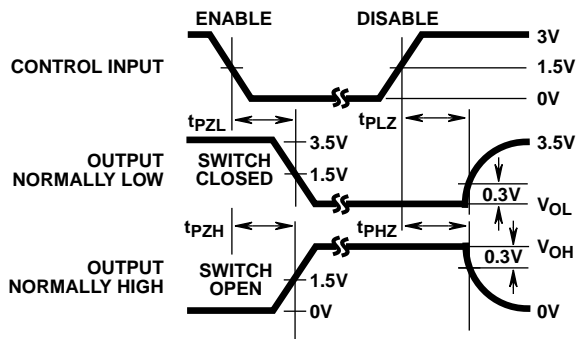 ENABLE DISABLE
3V
CONTROL INPUT
1.5V
0V
tPZL tPLZ
3.5V 3.5V
OUTPUT
NORMALLY LOW
SWITCH
CLOSED
1.5V
0.3V
VOL
tPZH tPHZ
VOH
0.3V
OUTPUT
NORMALLY HIGH
SWITCH
OPEN
1.5V
0V 0V